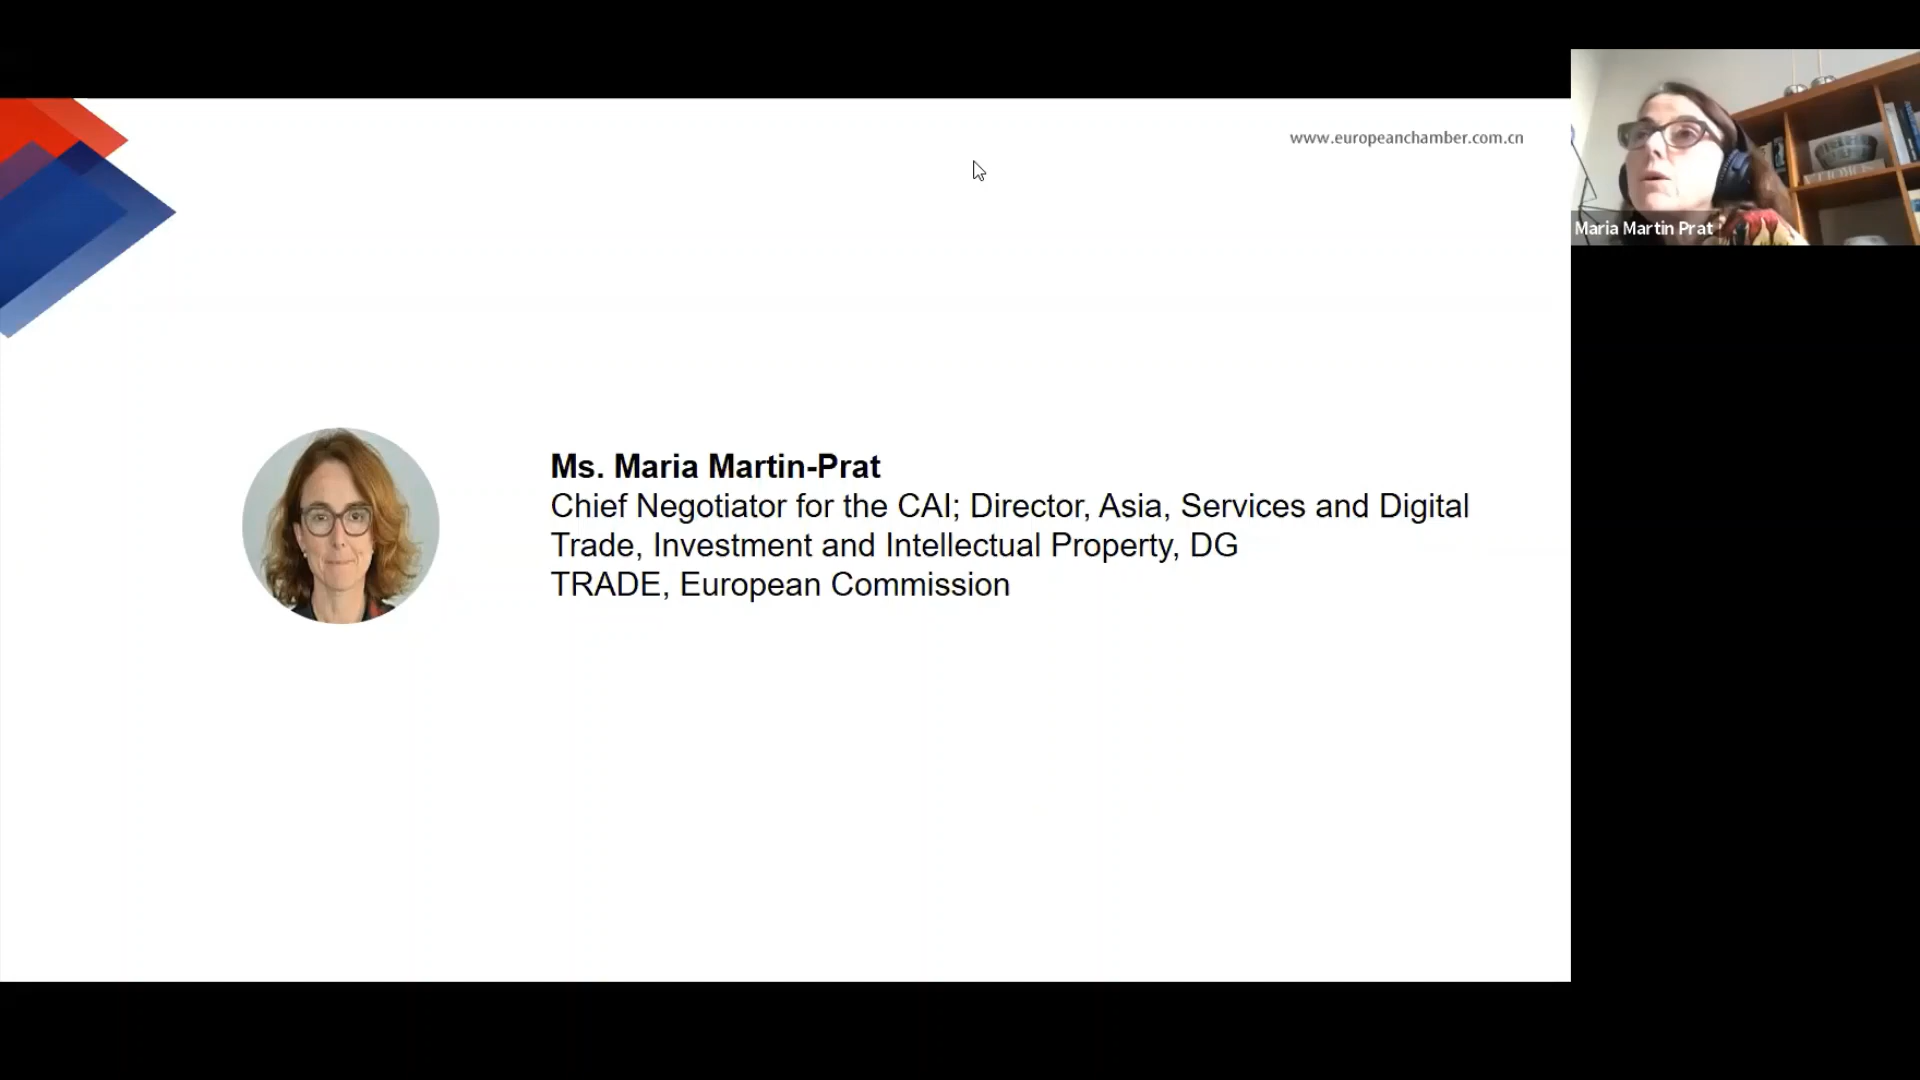 www.europeanchamber.com.cn
Maria Martin Prat
Ms. Maria Martin-Prat
Chief Negotiator for the CAI; Director, Asia, Services and Digital
Trade, Investment and Intellectual Property, DG
TRADE, European Commission